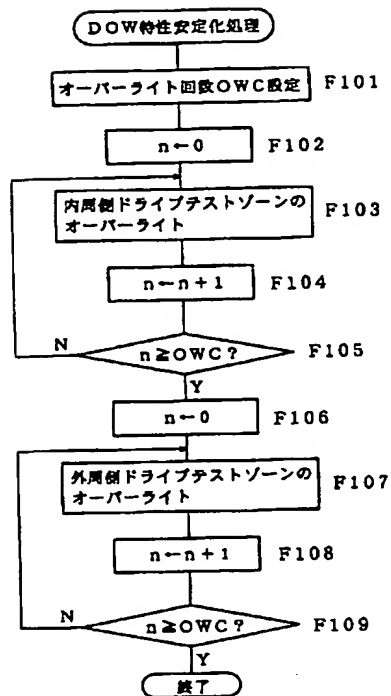 DOW特性安定化処理
オーバーライト回数OWC設定 F101
n←0 F102
内周側ドライブテストゾーンの
オーバーライト F103
n←n+1 F104
N n≧OWC? F105
Y
n←0 F106
外周側ドライブテストゾーンの
オーバーライト F107
n←n+1 F108
N n≧OWC? F109
Y
終了